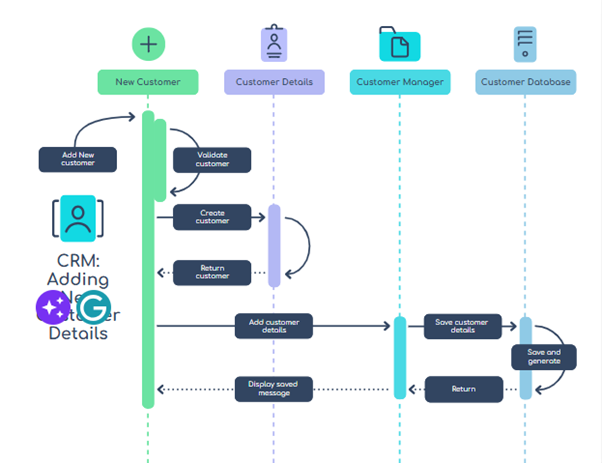 New Customer
Customer Details
Customer Manager
Customer Database
Add New
customer
Validate
customer
Create
customer
Return
customer
CRM:
Adding
Details
Add customer
details
Save customer
details
Save and
generate
Display saved
message
Return